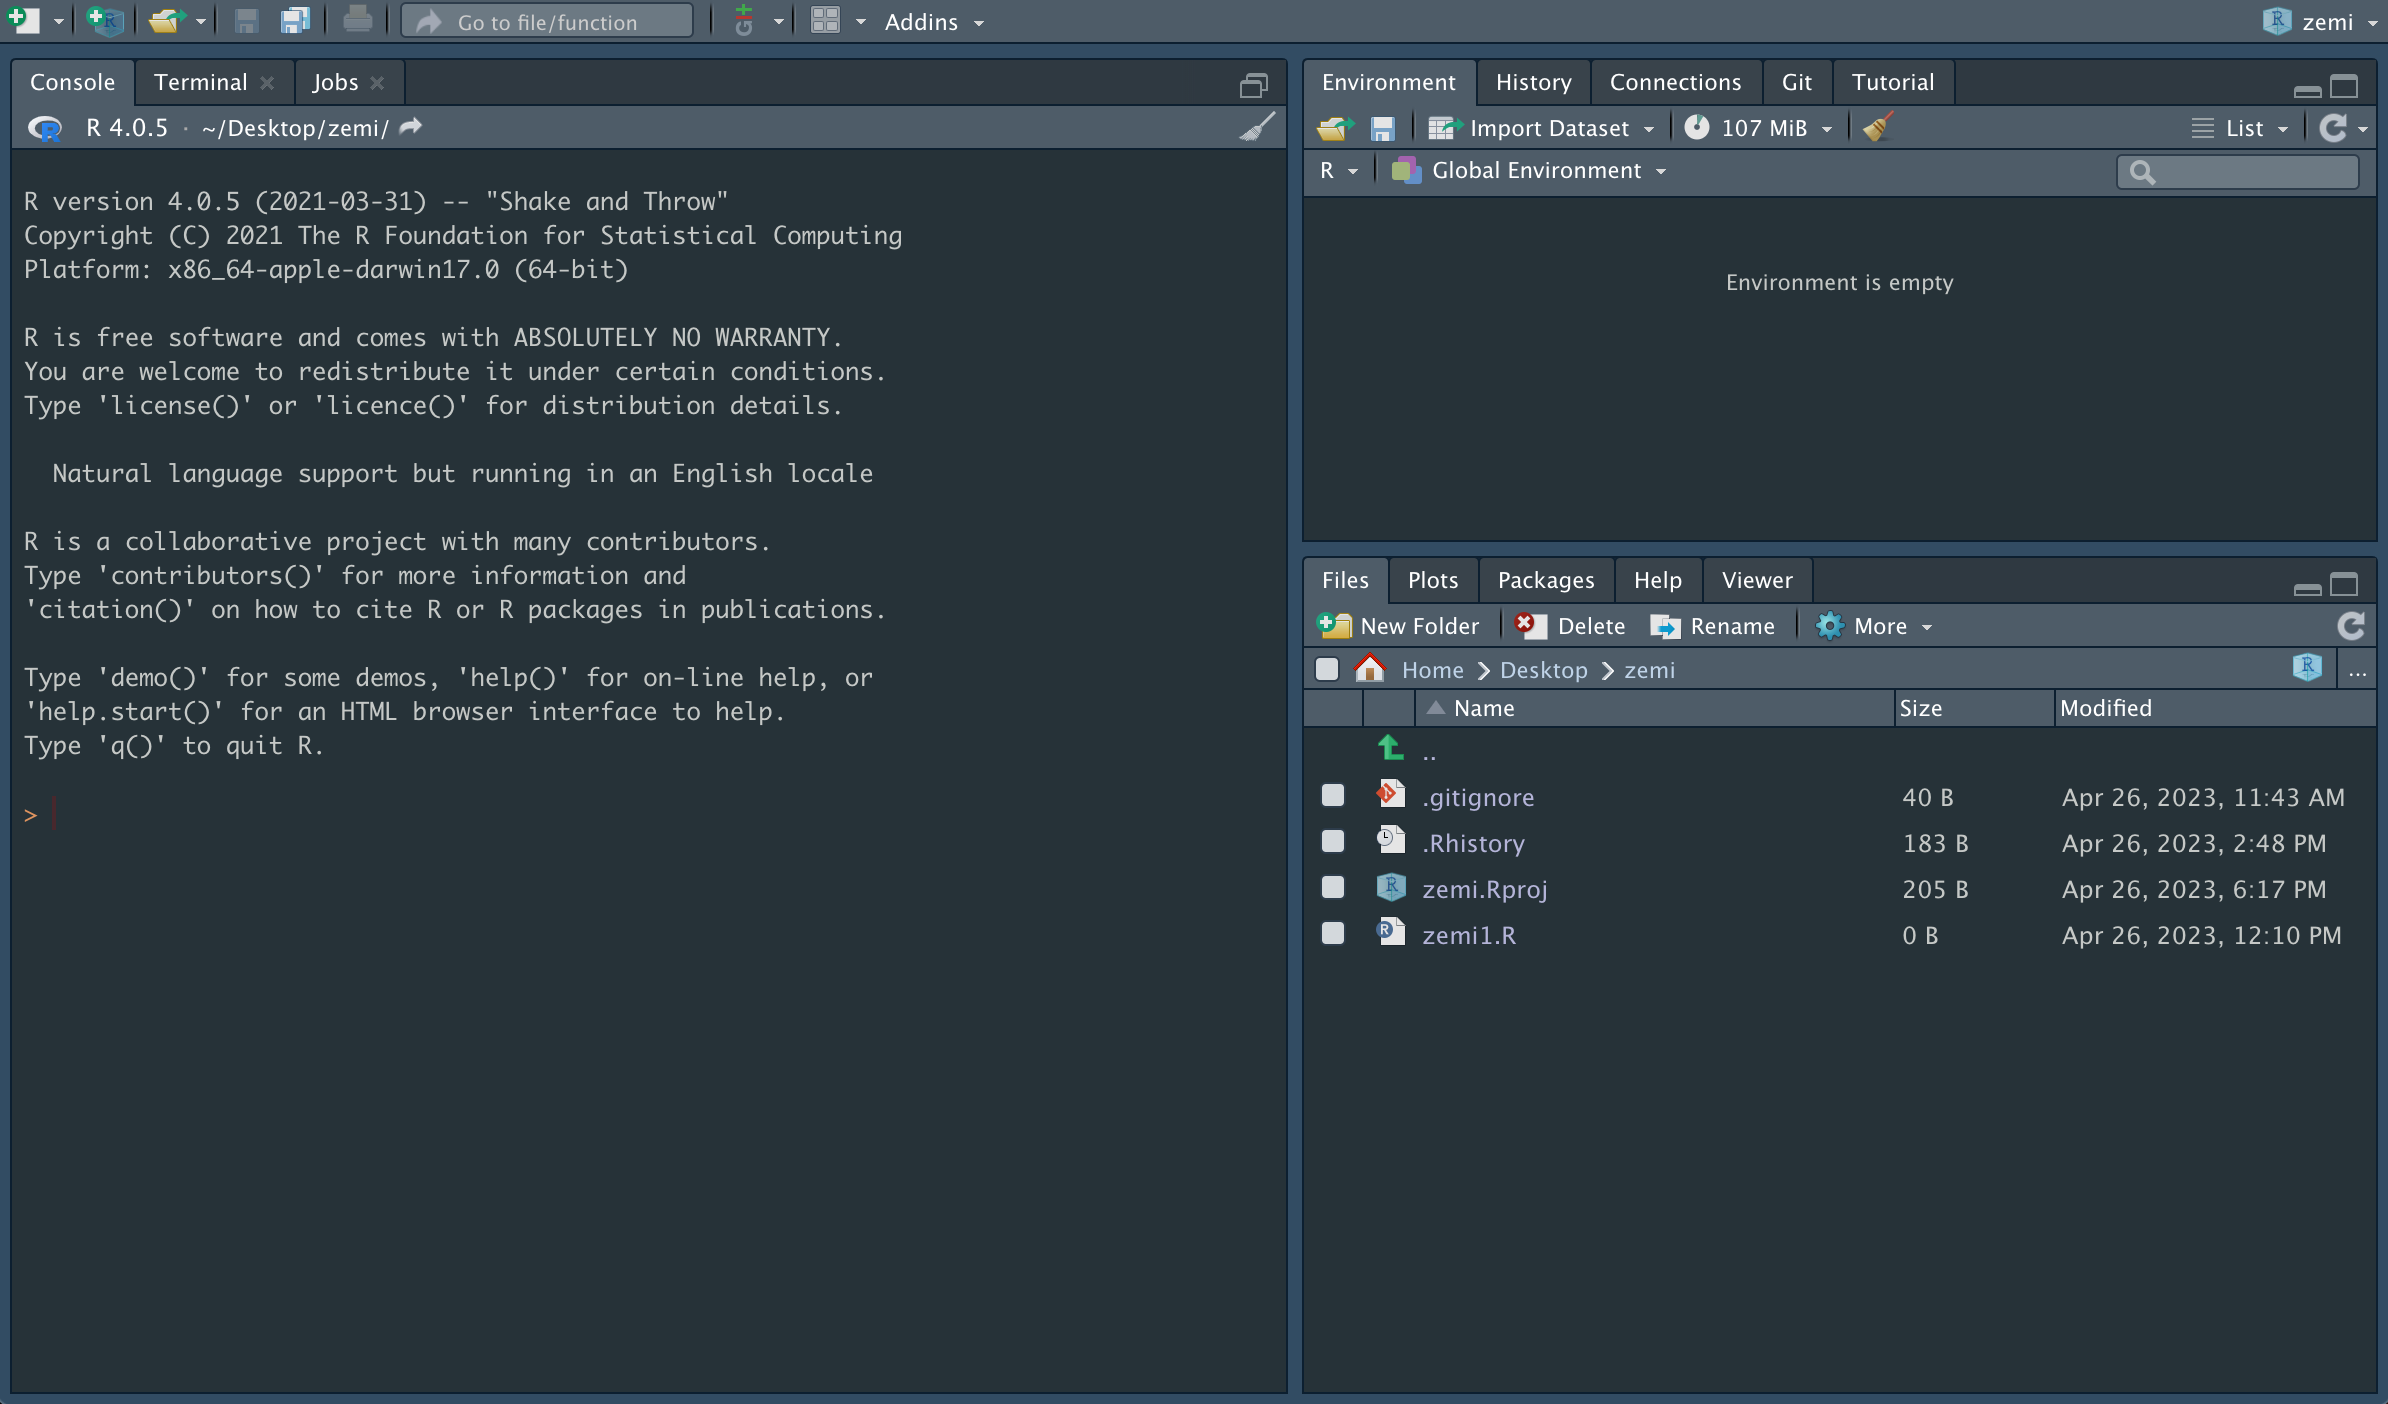 Go to file/function
Addins
zemi
Console
Terminal
Jobs
R 4.0.5 · ~/Desktop/zemi/
R version 4.0.5 (2021-03-31) -- "Shake and Throw"
Copyright (C) 2021 The R Foundation for Statistical Computing
Platform: x86_64-apple-darwin17.0 (64-bit)
R is free software and comes with ABSOLUTELY NO WARRANTY.
You are welcome to redistribute it under certain conditions.
Type 'license()' or 'licence()' for distribution details.
Natural language support but running in an English locale
R is a collaborative project with many contributors.
Type 'contributors()' for more information and
'citation()' on how to cite R or R packages in publications.
Type 'demo()' for some demos, 'help()' for on-line help, or
'help.start()' for an HTML browser interface to help.
Type 'q()' to quit R.
>
Environment
History
Connections
Git
Tutorial
Import Dataset
107 MiB
List
R
Global Environment
Environment is empty
Files
Plots
Packages
Help
Viewer
New Folder
Delete
Rename
More
Home
Desktop
zemi
...
Name
Size
Modified
..
.gitignore 40 B Apr 26, 2023, 11:43 AM
.Rhistory 183 B Apr 26, 2023, 2:48 PM
zemi.Rproj 205 B Apr 26, 2023, 6:17 PM
zemi1.R 0 B Apr 26, 2023, 12:10 PM